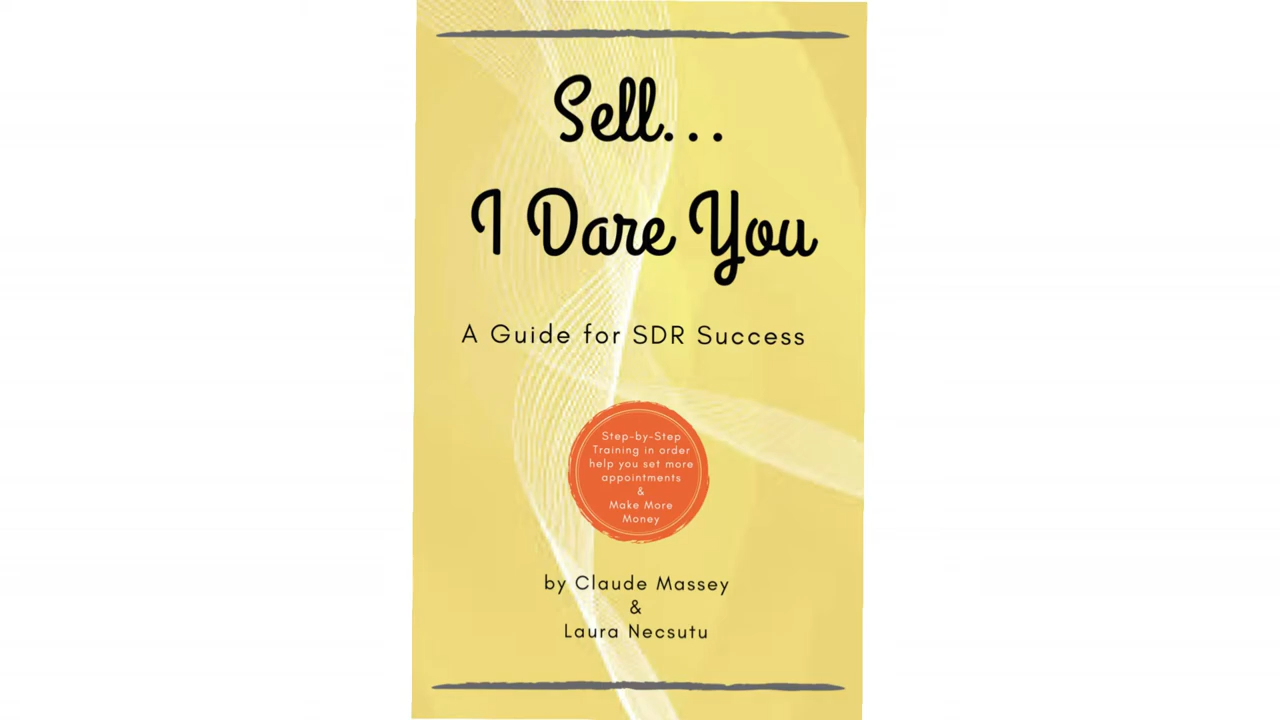 Sell...
I Dare You
A Guide for SDR Success
Step-by-Step
Training in order
help you set more
appointments
&
Make More
Money
by Claude Massey
&
Laura Necsutu